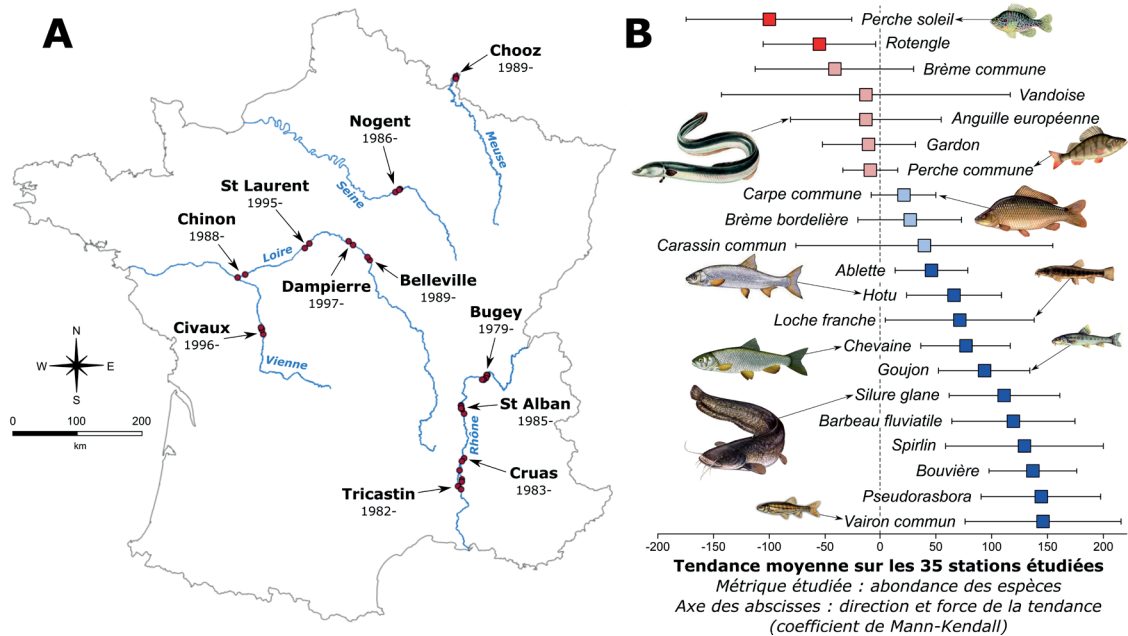 A
Chooz
1989-
Nogent
1986-
Meuse
Seine
St Laurent
1995-
Chinon
1988-
Loire
Dampierre
1997-
Belleville
1989-
Civaux
1996-
Vienne
Bugey
1979-
St Alban
1985-
Rhône
Cruas
1983-
Tricastin
1982-
N
W
E
S
0 100 200
km
B
Perche soleil
Rotengle
Brème commune
Vandoise
Anguille européenne
Gardon
Perche commune
Carpe commune
Brème bordelière
Carassin commun
Ablette
Hotu
Loche franche
Chevaine
Goujon
Silure glane
Barbeau fluviatile
Spirlin
Bouvière
Pseudorasbora
Vairon commun
-200 -150 -100 -50 0 50 100 150 200
Tendance moyenne sur les 35 stations étudiées
Métrique étudiée : abondance des espèces
Axe des abscisses : direction et force de la tendance
(coefficient de Mann-Kendall)